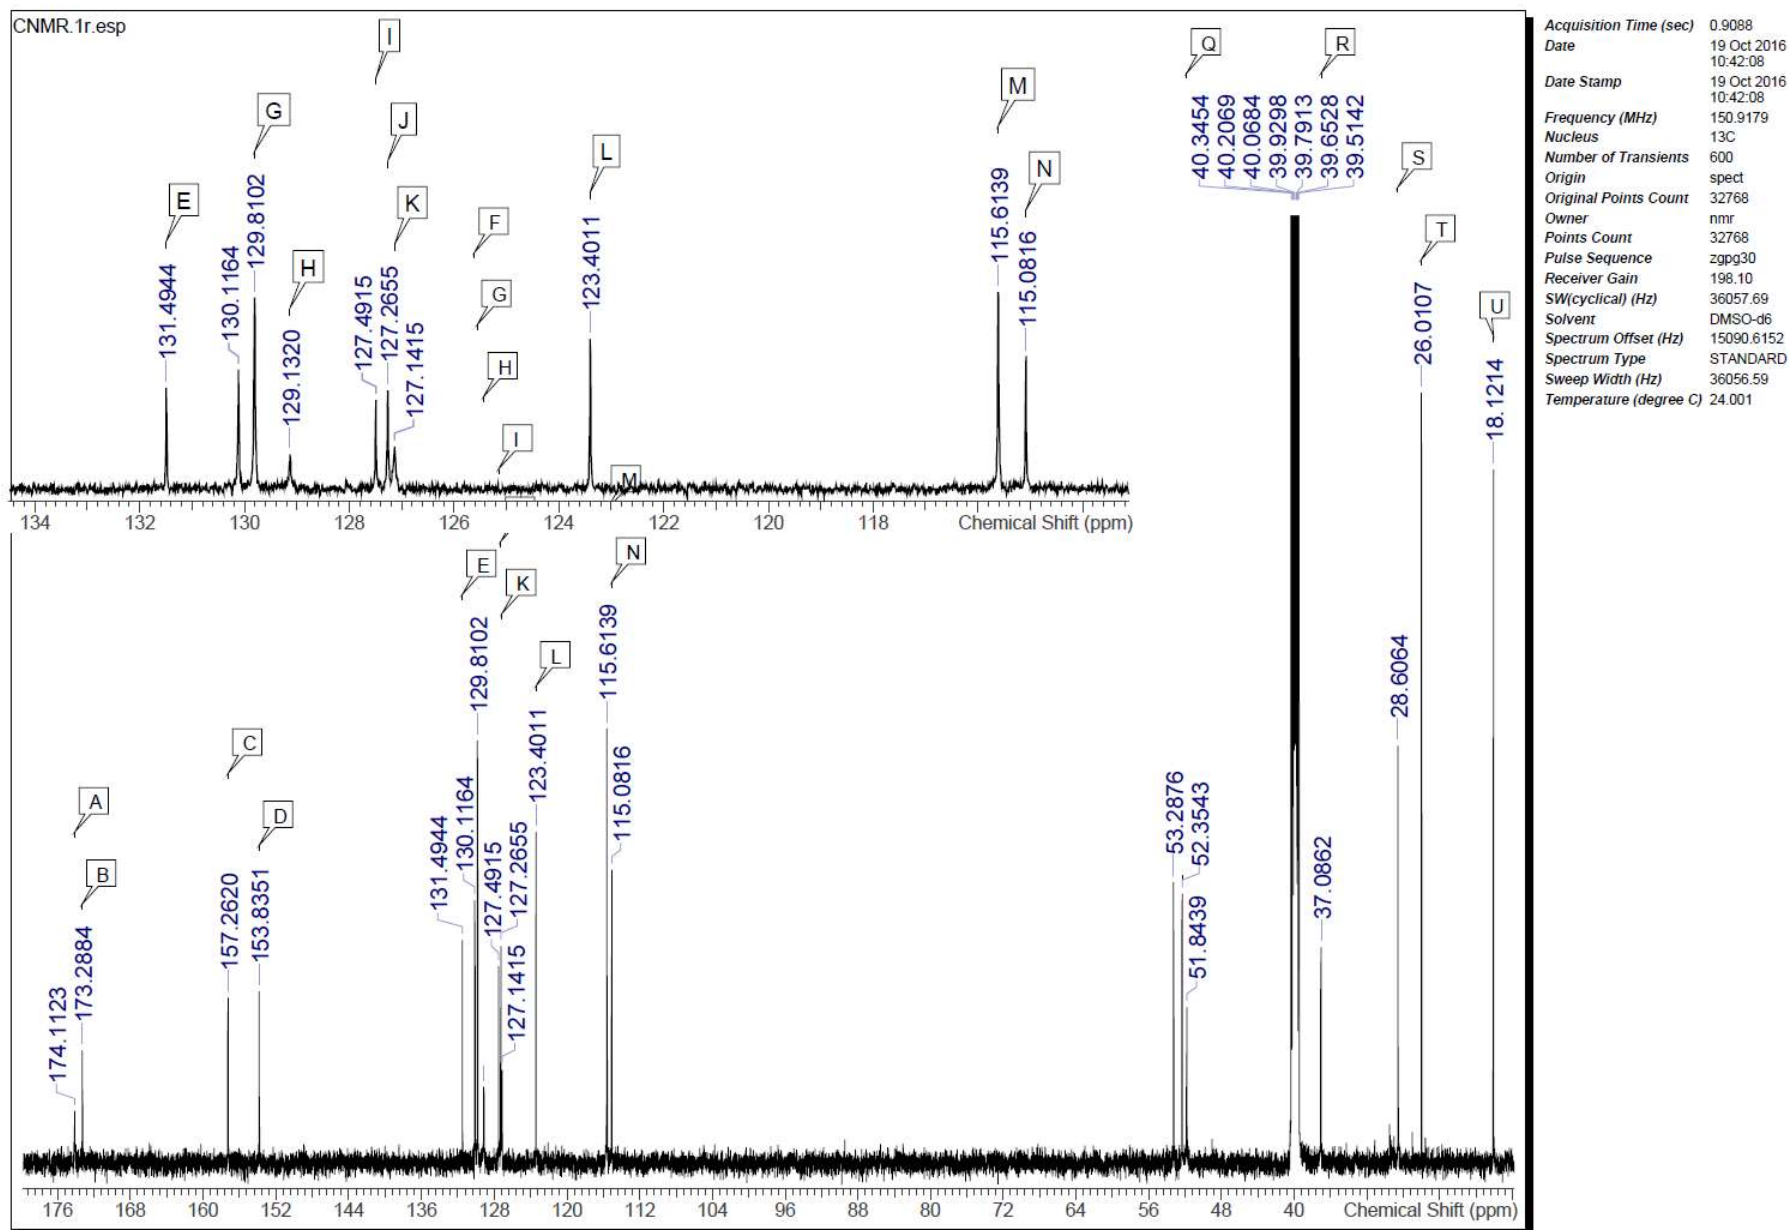 CNMR.1r.esp
I
G
J
L
M
N
E
K
H
F
G
H
I
M
Q
R
S
T
U
131.4944
130.1164
129.8102
129.1320
127.4915
127.2655
127.1415
123.4011
115.6139
115.0816
134 132 130 128 126 124 122 120 118 Chemical Shift (ppm)
40.3454
40.2069
40.0684
39.9298
39.7913
39.6528
39.5142
A
B
C
D
E
K
L
N
174.1123
173.2884
157.2620
153.8351
131.4944
130.1164
129.8102
127.4915
127.2655
127.1415
123.4011
115.6139
115.0816
53.2876
52.3543
51.8439
37.0862
28.6064
26.0107
18.1214
176 168 160 152 144 136 128 120 112 104 96 88 80 72 64 56 48 40 Chemical Shift (ppm)
Acquisition Time (sec) 0.9088
Date 19 Oct 2016
10:42:08
Date Stamp 19 Oct 2016
10:42:08
Frequency (MHz) 150.9179
Nucleus 13C
Number of Transients 600
Origin spect
Original Points Count 32768
Owner nmr
Points Count 32768
Pulse Sequence zgpg30
Receiver Gain 198.10
SW(cyclical) (Hz) 36057.69
Solvent DMSO-d6
Spectrum Offset (Hz) 15090.6152
Spectrum Type STANDARD
Sweep Width (Hz) 36056.59
Temperature (degree C) 24.001